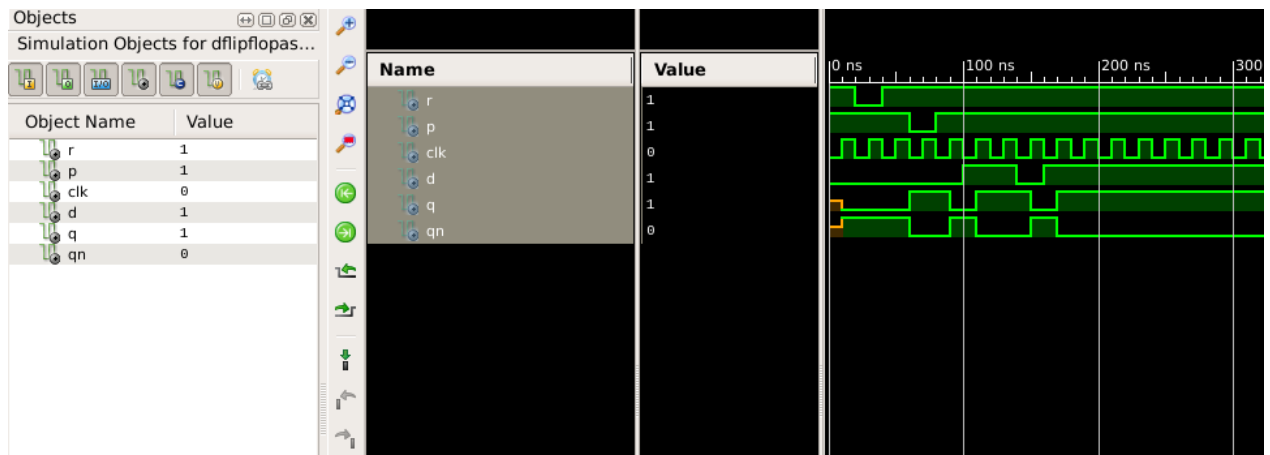 Objects
Simulation Objects for dflipflopas...
I O I/O C U
Object Name Value
r 1
p 1
clk 0
d 1
q 1
qn 0
Name Value
r 1
p 1
clk 0
d 1
q 1
qn 0
0 ns 100 ns 200 ns 300